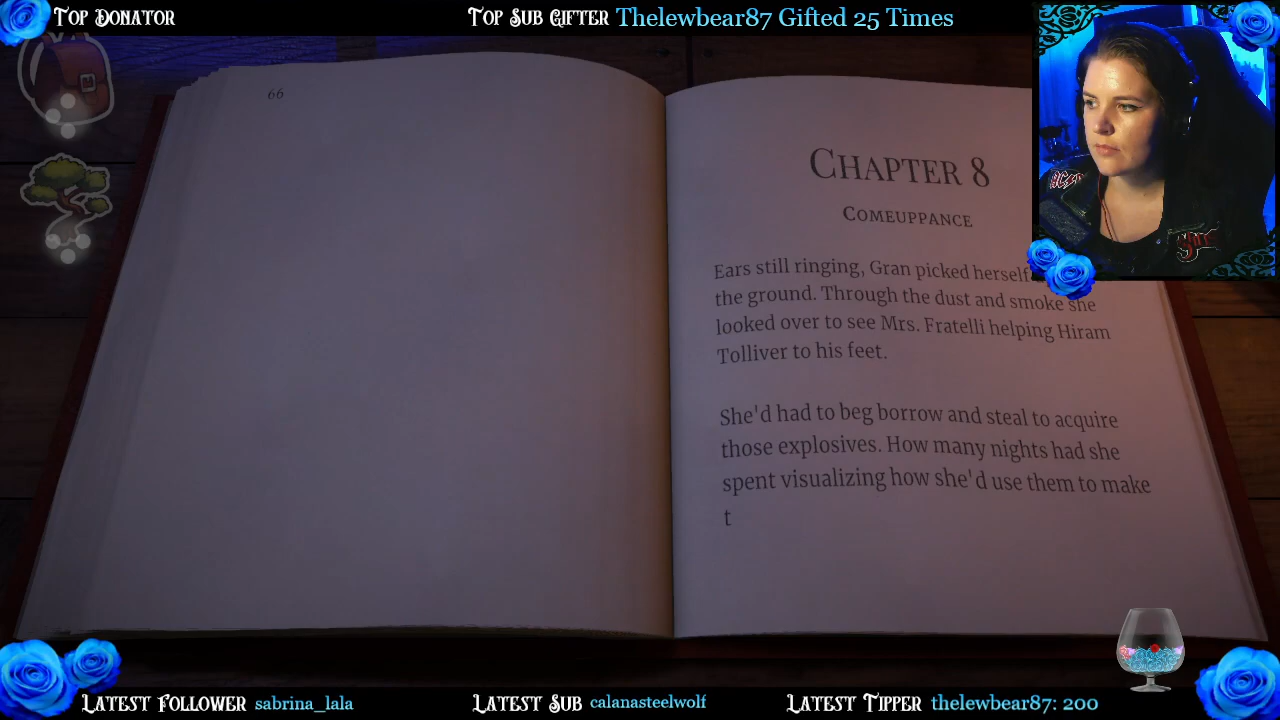 Top Donator
Top Sub Gifter Thelewbear87 Gifted 25 Times
66
Chapter 8
Comeuppance
Ears still ringing, Gran picked herself
the ground. Through the dust and smoke she
looked over to see Mrs. Fratelli helping Hiram
Tolliver to his feet.
She'd had to beg borrow and steal to acquire
those explosives. How many nights had she
spent visualizing how she'd use them to make
t
Latest Follower sabrina_lala
Latest Sub calanasteelwolf
Latest Tipper thelewbear87: 200